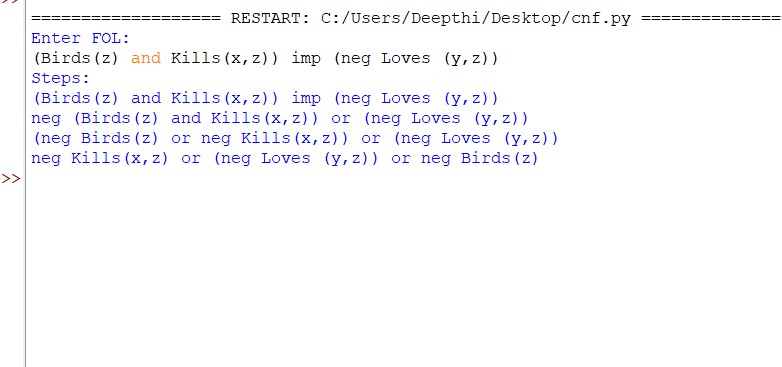 >>
=================== RESTART: C:/Users/Deepthi/Desktop/cnf.py ==============
Enter FOL:
(Birds(z) and Kills(x,z)) imp (neg Loves (y,z))
Steps:
(Birds(z) and Kills(x,z)) imp (neg Loves (y,z))
neg (Birds(z) and Kills(x,z)) or (neg Loves (y,z))
(neg Birds(z) or neg Kills(x,z)) or (neg Loves (y,z))
neg Kills(x,z) or (neg Loves (y,z)) or neg Birds(z)
>>